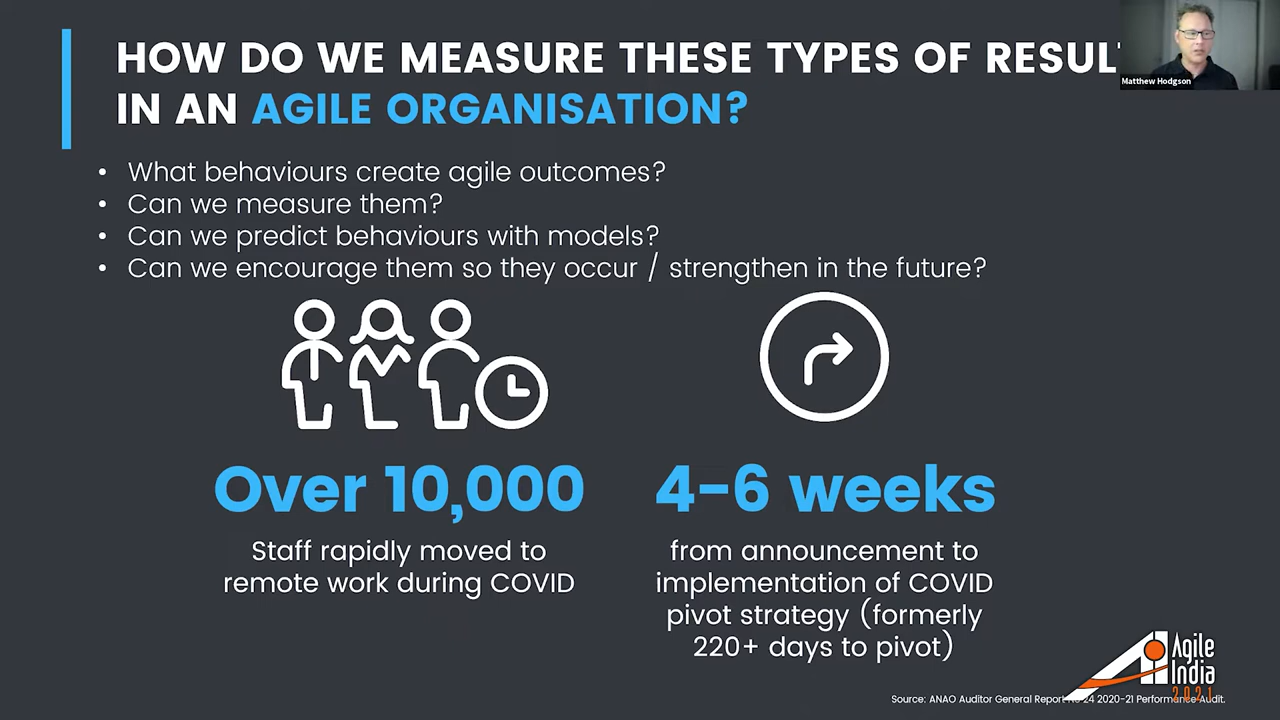 HOW DO WE MEASURE THESE TYPES OF
IN AN AGILE ORGANISATION?
Matthew Hodgson
• What behaviours create agile outcomes?
• Can we measure them?
• Can we predict behaviours with models?
• Can we encourage them so they occur / strengthen in the future?
Over 10,000
Staff rapidly moved to
remote work during COVID
4-6 weeks
from announcement to
implementation of COVID
pivot strategy (formerly
220+ days to pivot)
Agile
India
2021
Source: ANAO Auditor General Report 24 2020-21 Performance Audit.